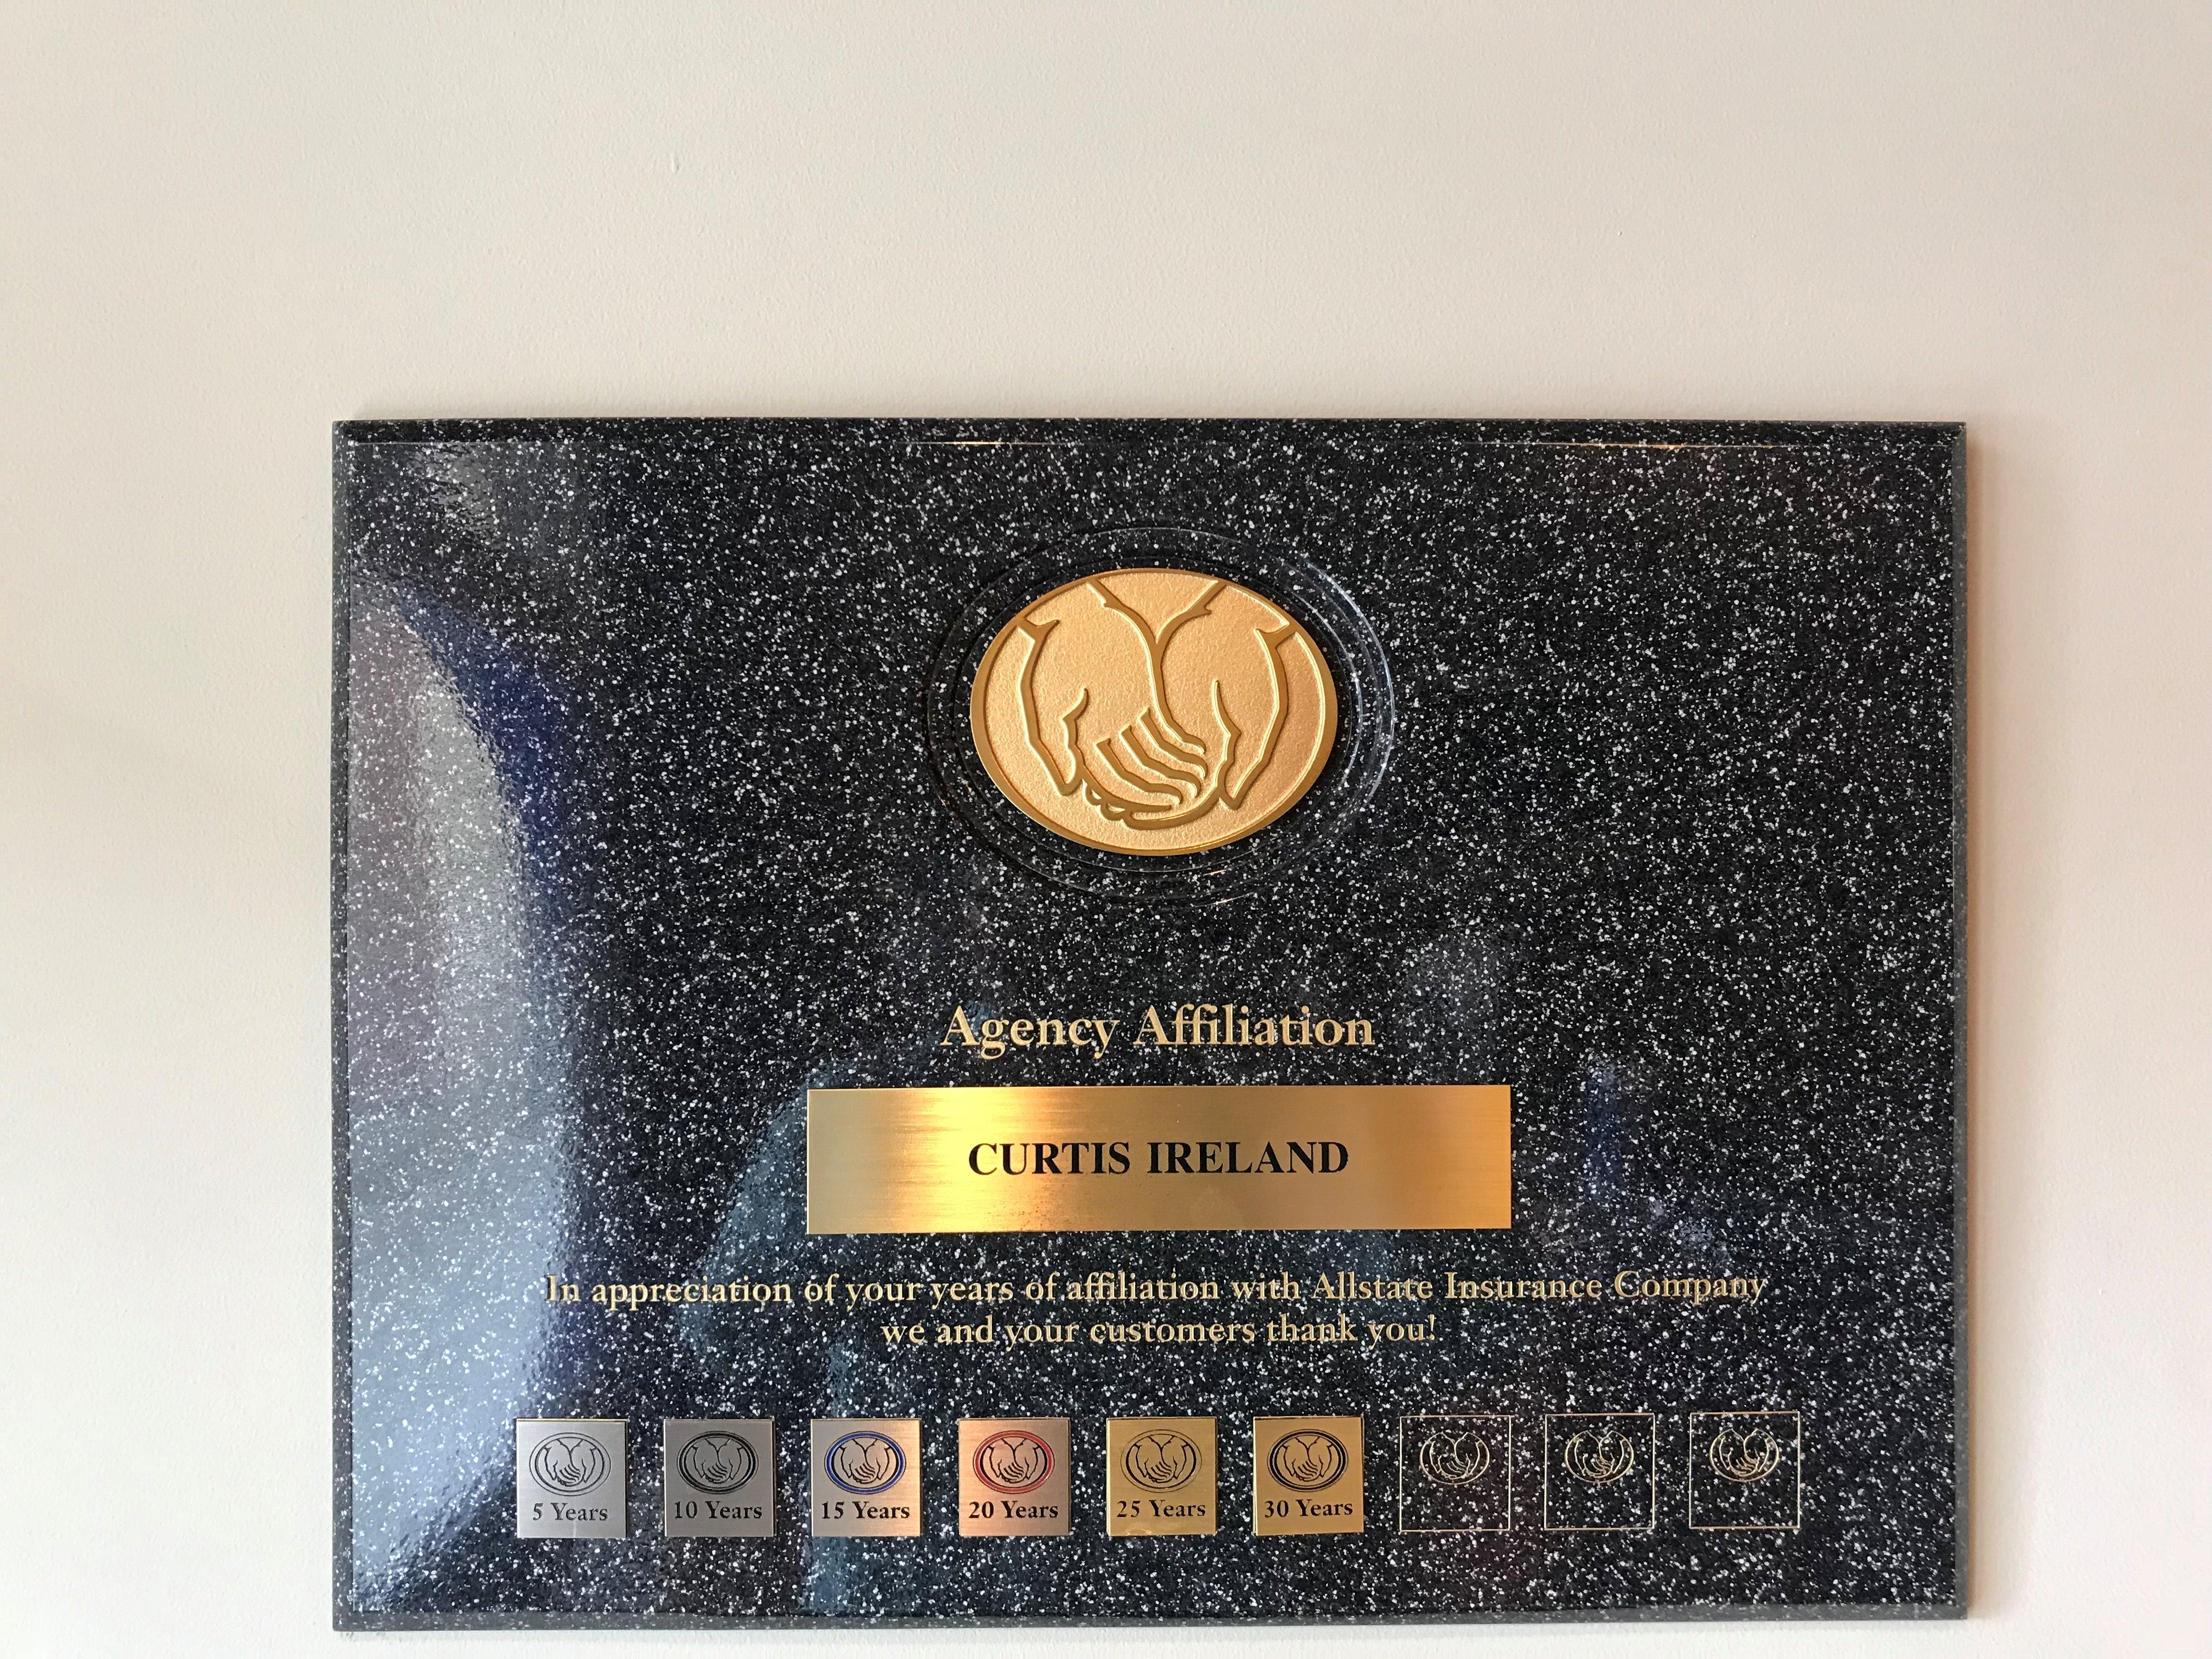 Agency Affiliation
CURTIS IRELAND
In appreciation of your years of affiliation with Allstate Insurance Company
we and your customers thank you!
5 Years
10 Years
15 Years
20 Years
25 Years
30 Years